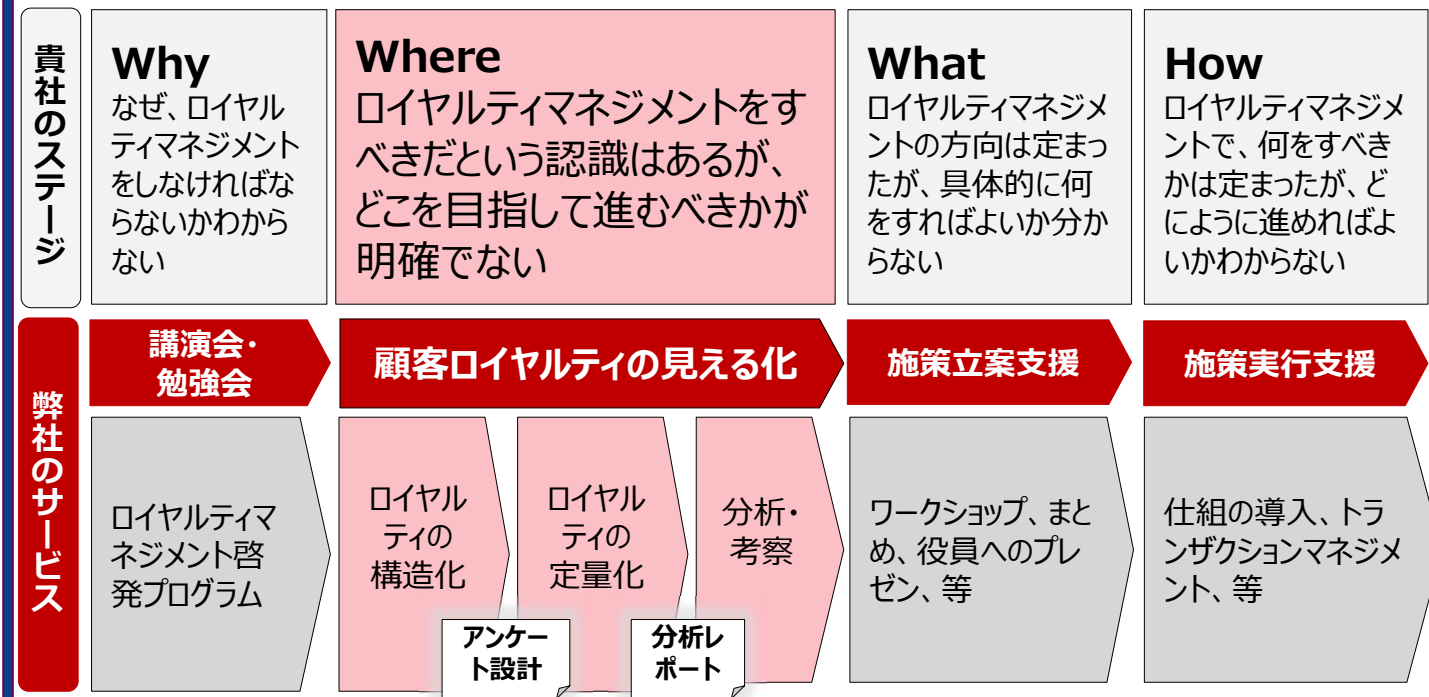 貴社のステージ
Why
なぜ、ロイヤル
ティマネジメント
をしなければな
らないかわから
ない
Where
ロイヤルティマネジメントをす
べきだという認識はあるが、
どこを目指して進むべきかが
明確でない
What
ロイヤルティマネジメ
ントの方向は定まっ
たが、具体的に何
をすればよいか分か
らない
How
ロイヤルティマネジメ
ントで、何をすべき
かは定まったが、ど
にように進めればよ
いかわからない
弊社のサービス
講演会・
勉強会
顧客ロイヤルティの見える化
施策立案支援
施策実行支援
ロイヤルティマ
ネジメント啓
発プログラム
ロイヤル
ティの
構造化
ロイヤル
ティの
定量化
分析・
考察
アンケー
ト設計
分析レ
ポート
ワークショップ、まと
め、役員へのプレ
ゼン、等
仕組の導入、トラ
ンザクションマネジメ
ント、等